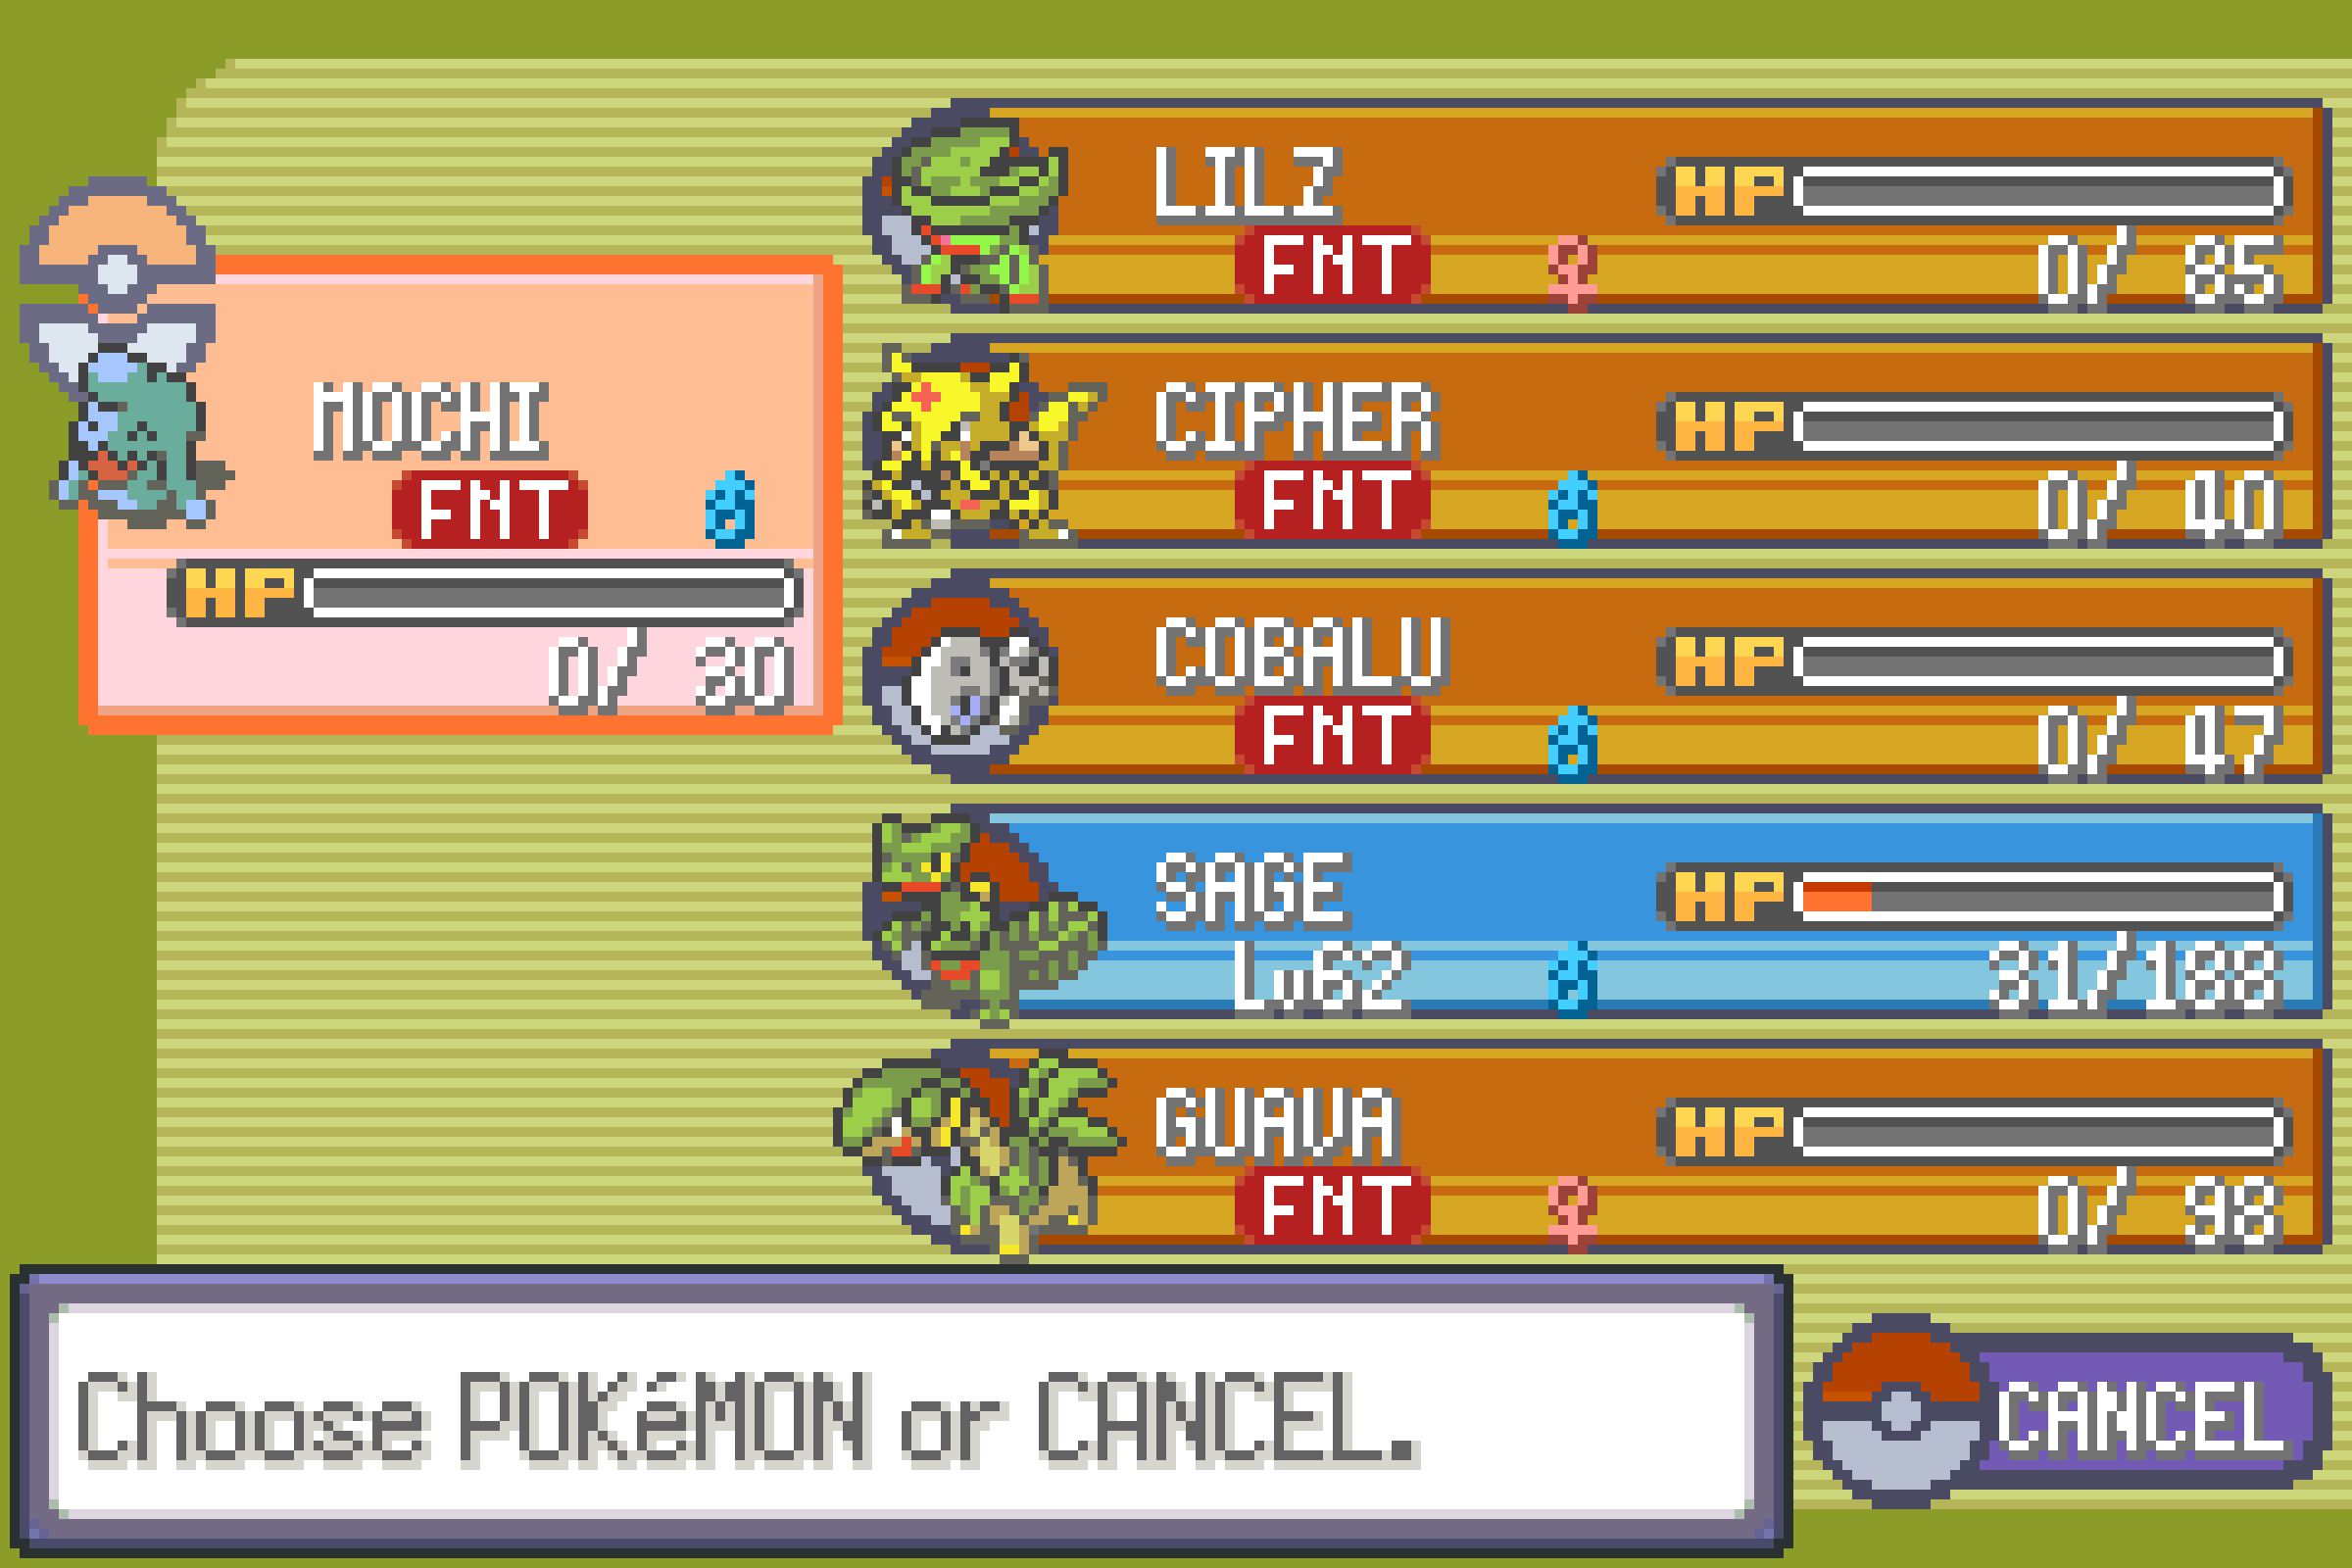 MOCHI
FNT ♂
HP
0/ 80
LILZ HP
FNT ♀ 0/ 85
CIPHER HP
FNT ♂ 0/ 40
COBALU HP
FNT ♂ 0/ 47
SAGE HP
Lv62 ♂ 31/188
GUAVA HP
FNT ♀ 0/ 98
Choose POKéMON or CANCEL.
CANCEL